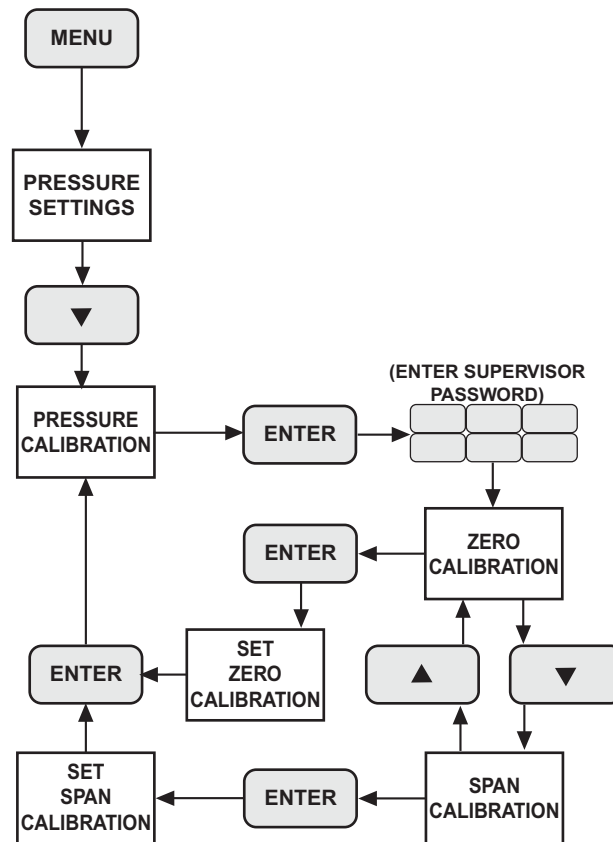 MENU
PRESSURE
SETTINGS
▼
PRESSURE
CALIBRATION
ENTER
(ENTER SUPERVISOR
PASSWORD)
ZERO
CALIBRATION
ENTER
SET
ZERO
CALIBRATION
ENTER
▲
▼
SET
SPAN
CALIBRATION
ENTER
SPAN
CALIBRATION